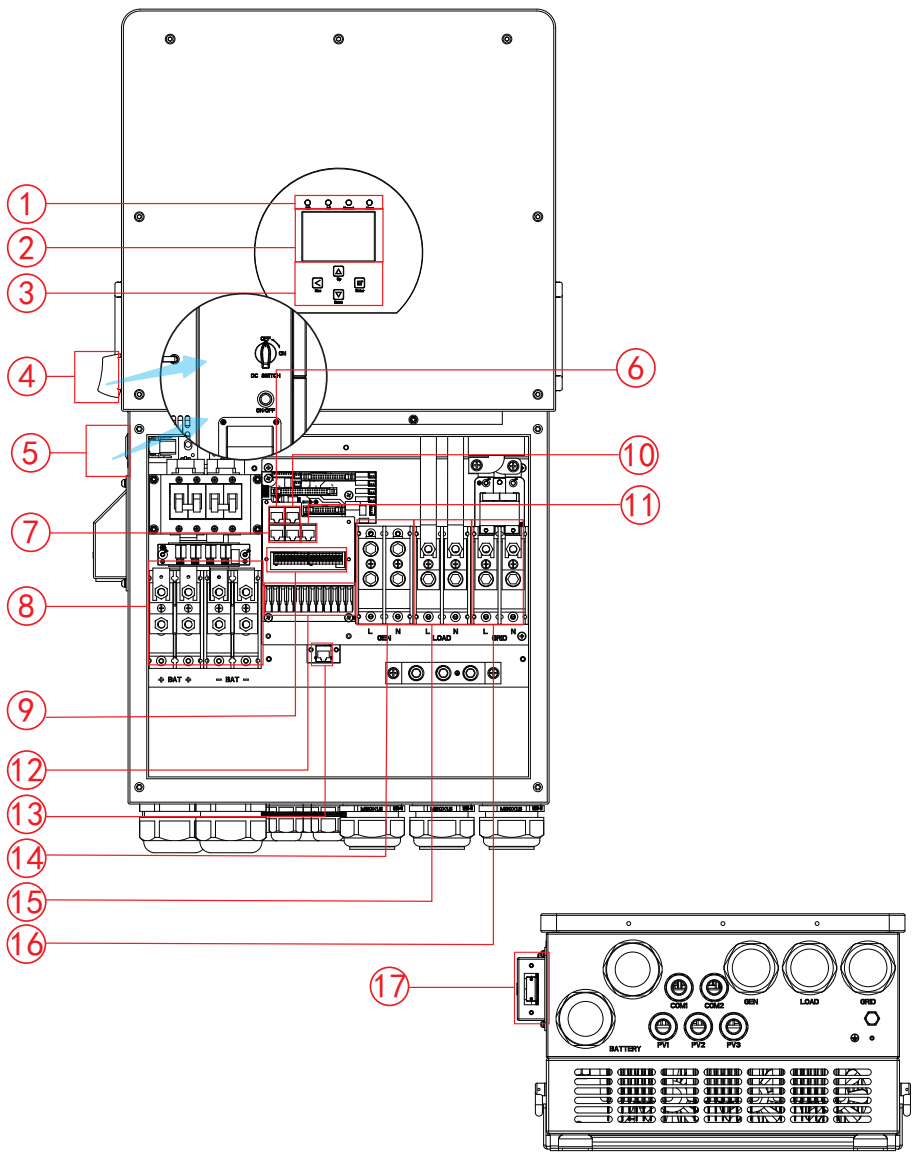 1
2
3
OFF
ON
DC SWITCH
ON-OFF
4
6
5
10
11
7
8
L N L N L N
GEN LOAD GRID
+ BAT + - BAT -
9
12
13
14
15
16
17
COM1 COM2 GEN LOAD GRID
BATTERY PV1 PV2 PV3